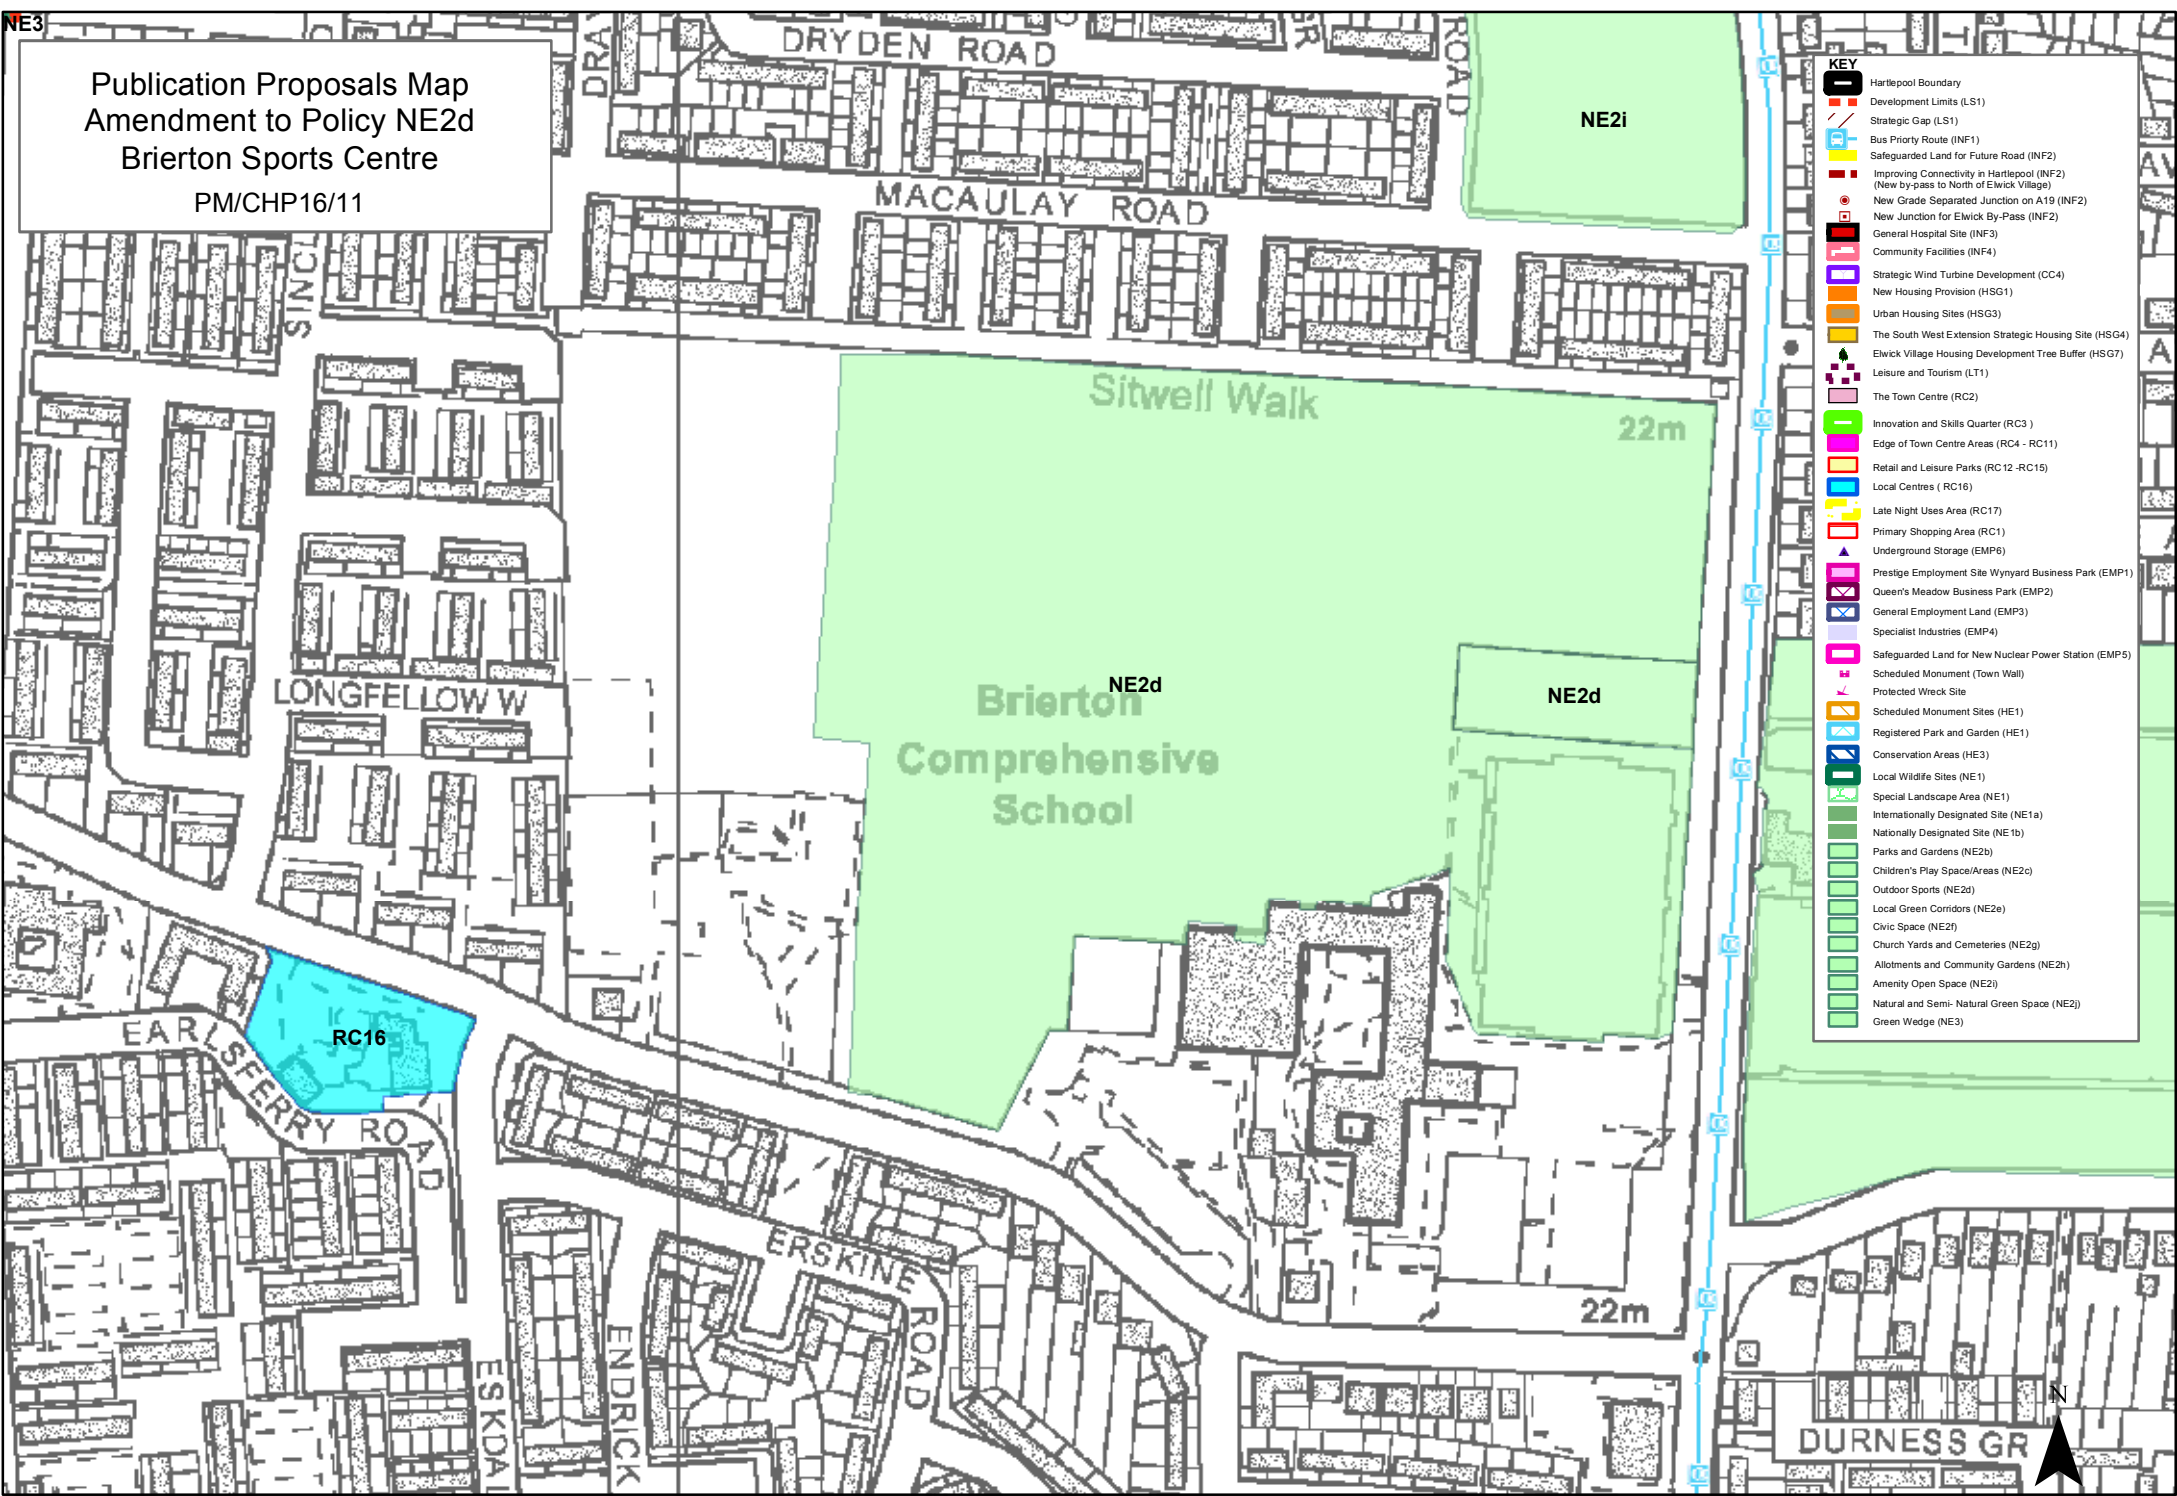 NE3
Publication Proposals Map
Amendment to Policy NE2d
Brierton Sports Centre
PM/CHP16/11
DRYDEN ROAD
ROAD
NE2i
MACAULAY ROAD
Sitwell Walk
22m
LONGFELLOW W
NE2d
NE2d
Brierton
Comprehensive
School
RC16
EARLSFERRY ROAD
ERSKINE ROAD
ENDRICK
ESKDAL
22m
DURNESS GR
N
KEY
Hartlepool Boundary
Development Limits (LS1)
Strategic Gap (LS1)
Bus Priorty Route (INF1)
Safeguarded Land for Future Road (INF2)
Improving Connectivity in Hartlepool (INF2)
(New by-pass to North of Elwick Village)
New Grade Separated Junction on A19 (INF2)
New Junction for Elwick By-Pass (INF2)
General Hospital Site (INF3)
Community Facilities (INF4)
Strategic Wind Turbine Development (CC4)
New Housing Provision (HSG1)
Urban Housing Sites (HSG3)
The South West Extension Strategic Housing Site (HSG4)
Elwick Village Housing Development Tree Buffer (HSG7)
Leisure and Tourism (LT1)
The Town Centre (RC2)
Innovation and Skills Quarter (RC3 )
Edge of Town Centre Areas (RC4 - RC11)
Retail and Leisure Parks (RC12 -RC15)
Local Centres ( RC16)
Late Night Uses Area (RC17)
Primary Shopping Area (RC1)
Underground Storage (EMP6)
Prestige Employment Site Wynyard Business Park (EMP1)
Queen's Meadow Business Park (EMP2)
General Employment Land (EMP3)
Specialist Industries (EMP4)
Safeguarded Land for New Nuclear Power Station (EMP5)
Scheduled Monument (Town Wall)
Protected Wreck Site
Scheduled Monument Sites (HE1)
Registered Park and Garden (HE1)
Conservation Areas (HE3)
Local Wildlife Sites (NE1)
Special Landscape Area (NE1)
Internationally Designated Site (NE1a)
Nationally Designated Site (NE1b)
Parks and Gardens (NE2b)
Children's Play Space/Areas (NE2c)
Outdoor Sports (NE2d)
Local Green Corridors (NE2e)
Civic Space (NE2f)
Church Yards and Cemeteries (NE2g)
Allotments and Community Gardens (NE2h)
Amenity Open Space (NE2i)
Natural and Semi- Natural Green Space (NE2j)
Green Wedge (NE3)